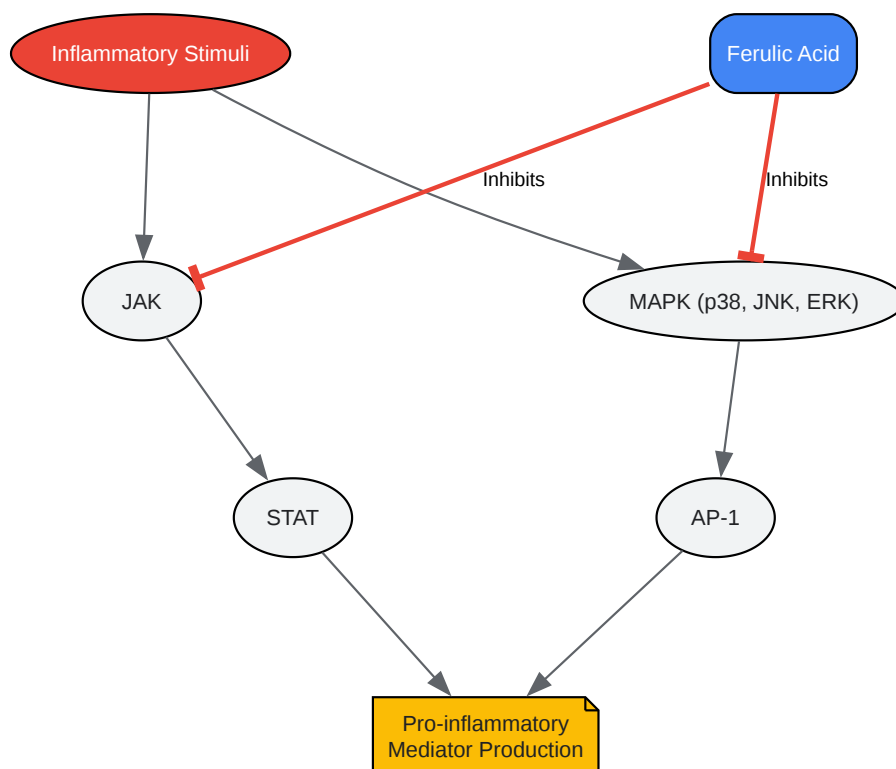 Inflammatory Stimuli
Ferulic Acid
Inhibits
Inhibits
JAK
MAPK (p38, JNK, ERK)
STAT
AP-1
Pro-inflammatory
Mediator Production